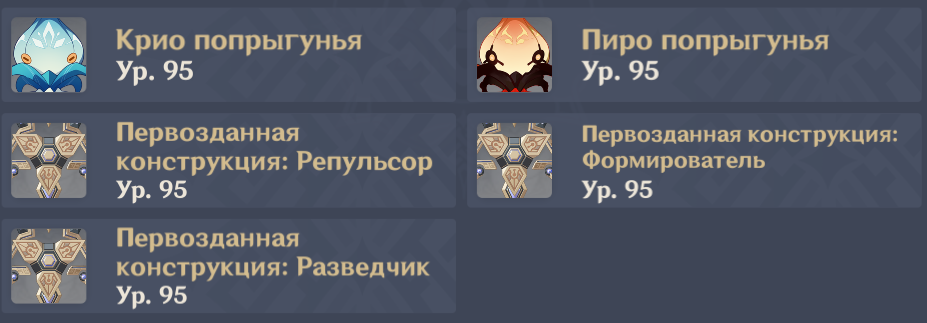 Крио попрыгунья
Ур. 95
Пиро попрыгунья
Ур. 95
Первозданная
конструкция: Репульсор
Ур. 95
Первозданная конструкция:
Формирователь
Ур. 95
Первозданная
конструкция: Разведчик
Ур. 95